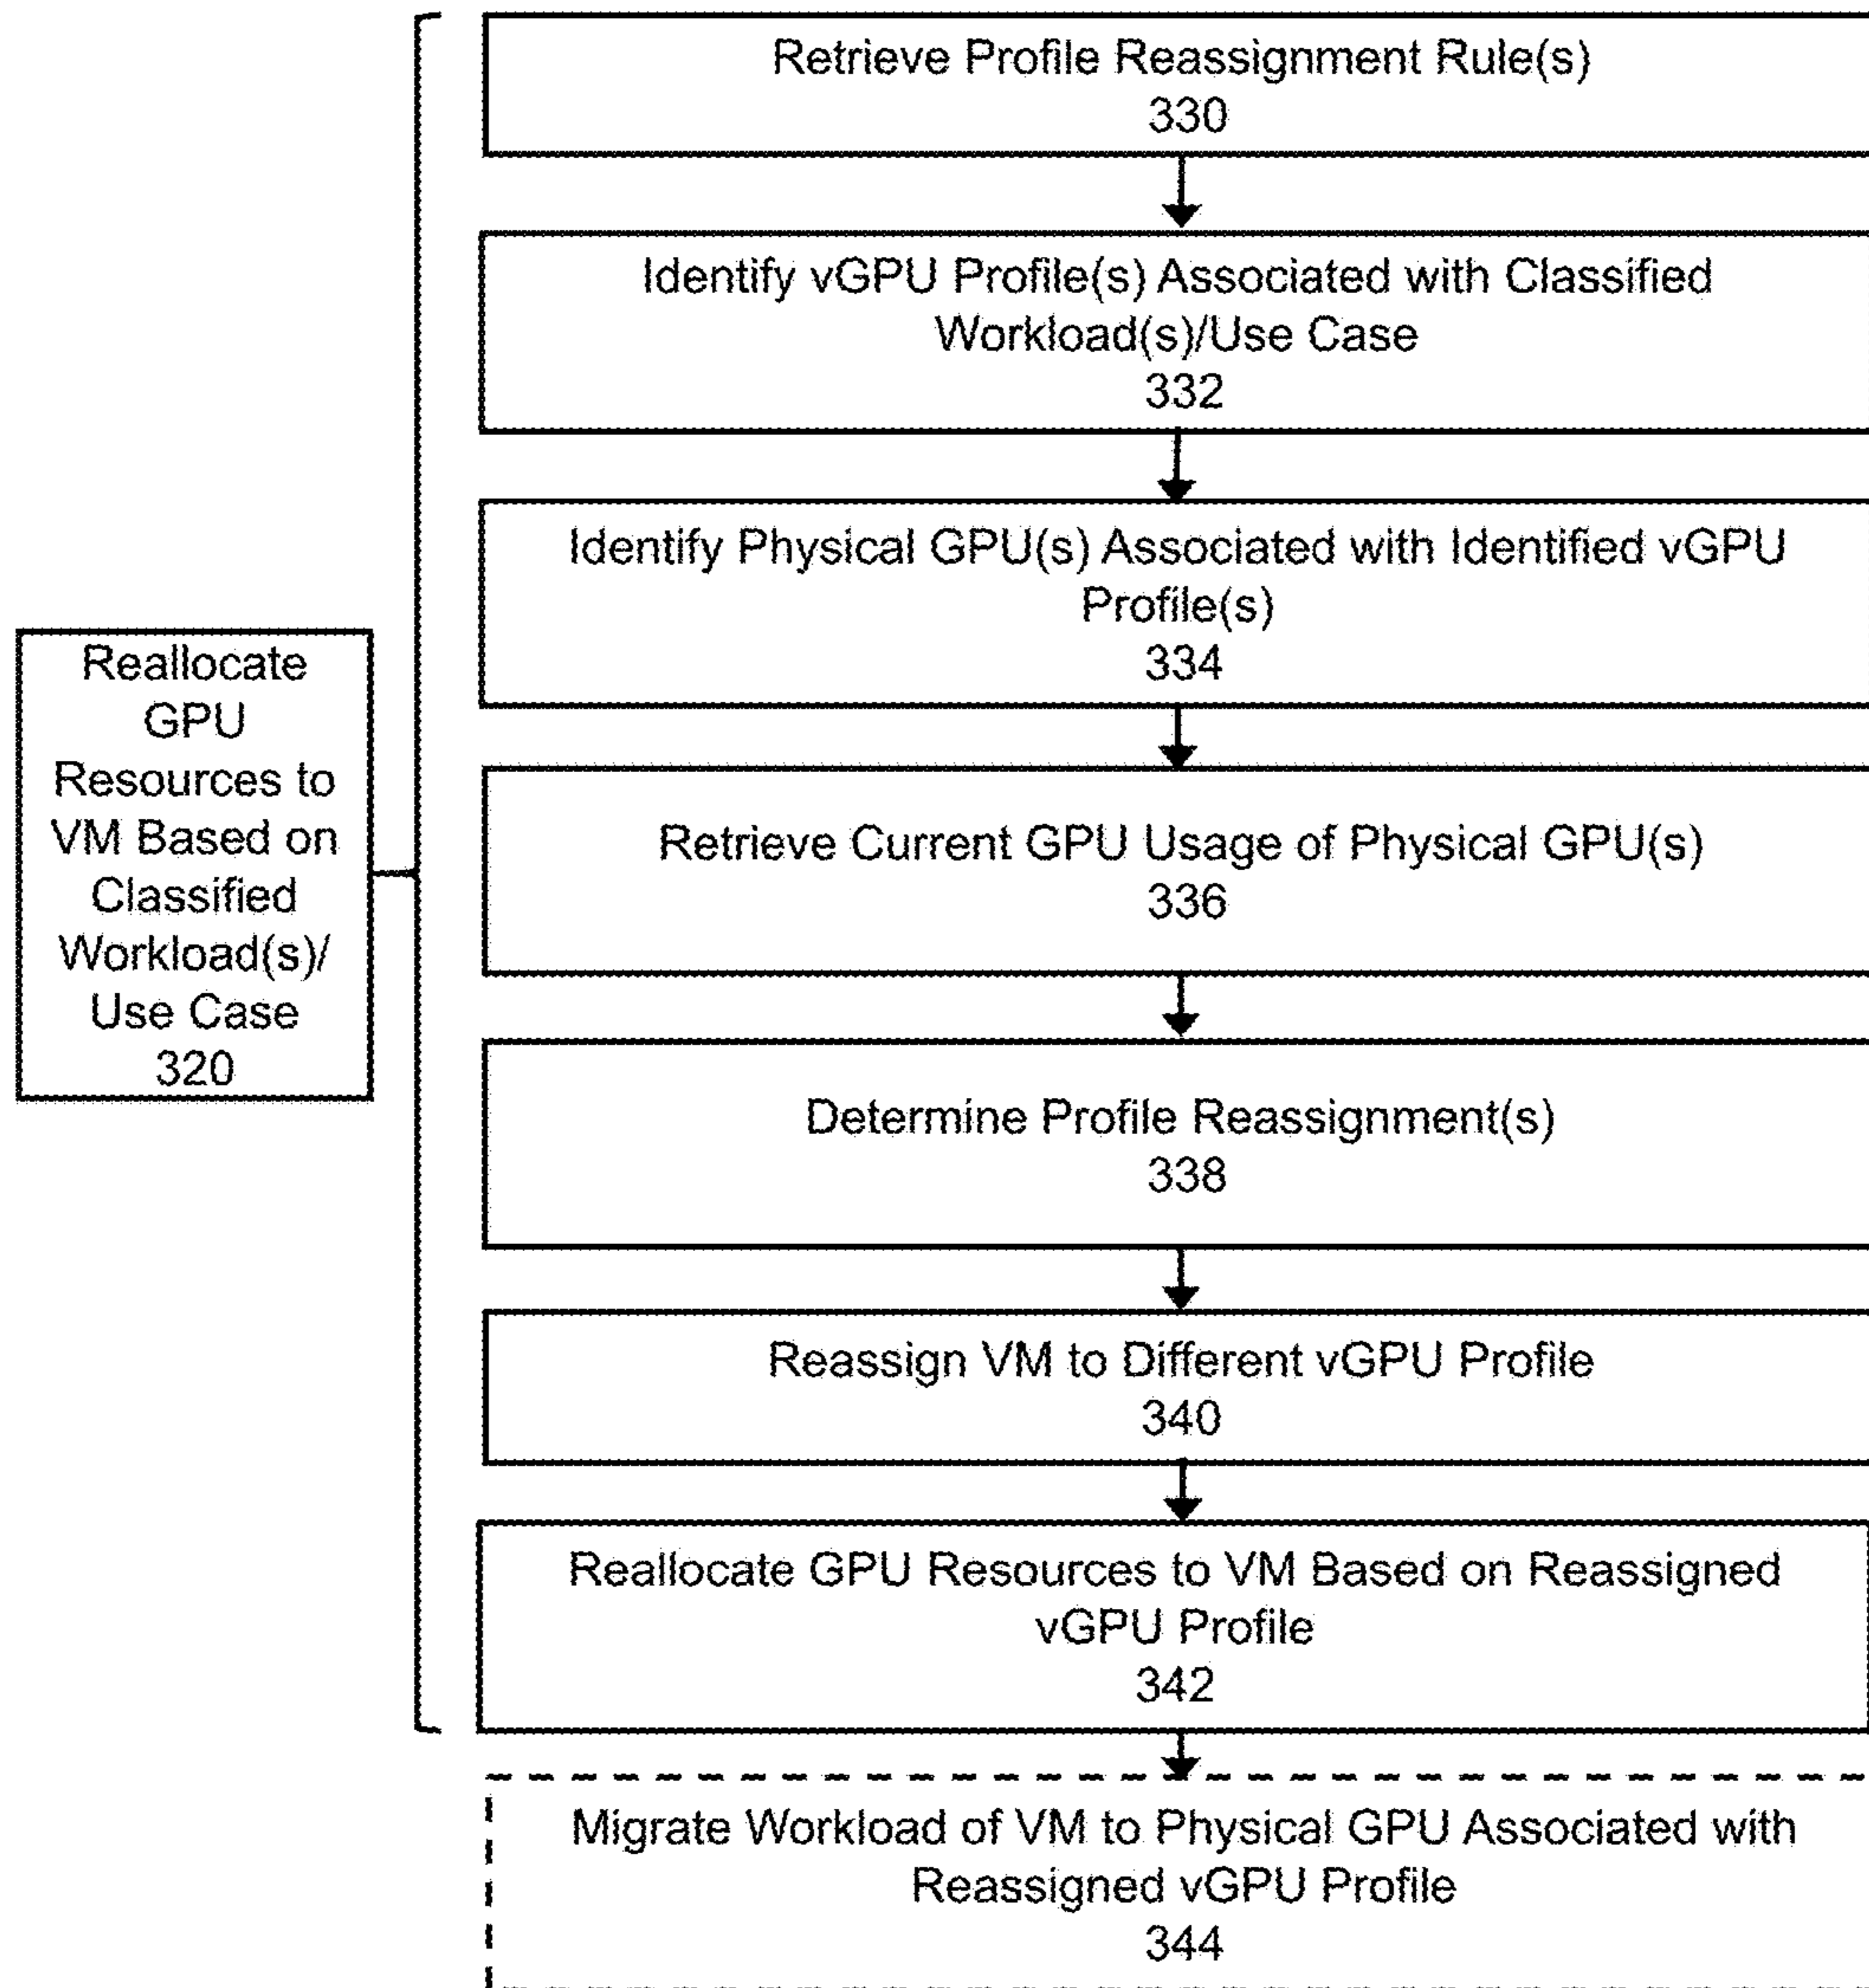 Reallocate
GPU
Resources to
VM Based on
Classified
Workload(s)/
Use Case
320
Retrieve Profile Reassignment Rule(s)
330
Identify vGPU Profile(s) Associated with Classified
Workload(s)/Use Case
332
Identify Physical GPU(s) Associated with Identified vGPU
Profile(s)
334
Retrieve Current GPU Usage of Physical GPU(s)
336
Determine Profile Reassignment(s)
338
Reassign VM to Different vGPU Profile
340
Reallocate GPU Resources to VM Based on Reassigned
vGPU Profile
342
Migrate Workload of VM to Physical GPU Associated with
Reassigned vGPU Profile
344